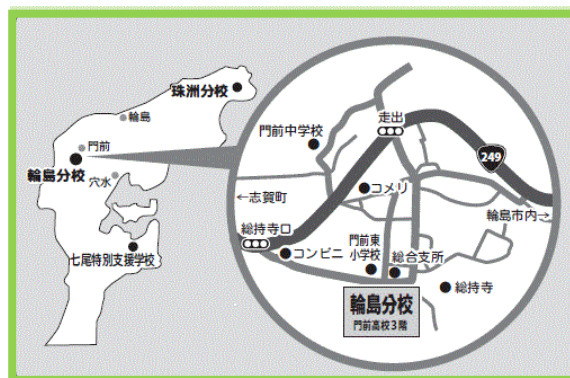 珠洲分校
輪島
門前
輪島分校
穴水
七尾特別支援学校
走出
門前中学校
249
コメリ
←志賀町
輪島市内→
総持寺口
コンビニ
門前東
小学校
総合支所
総持寺
輪島分校
門前高校3階